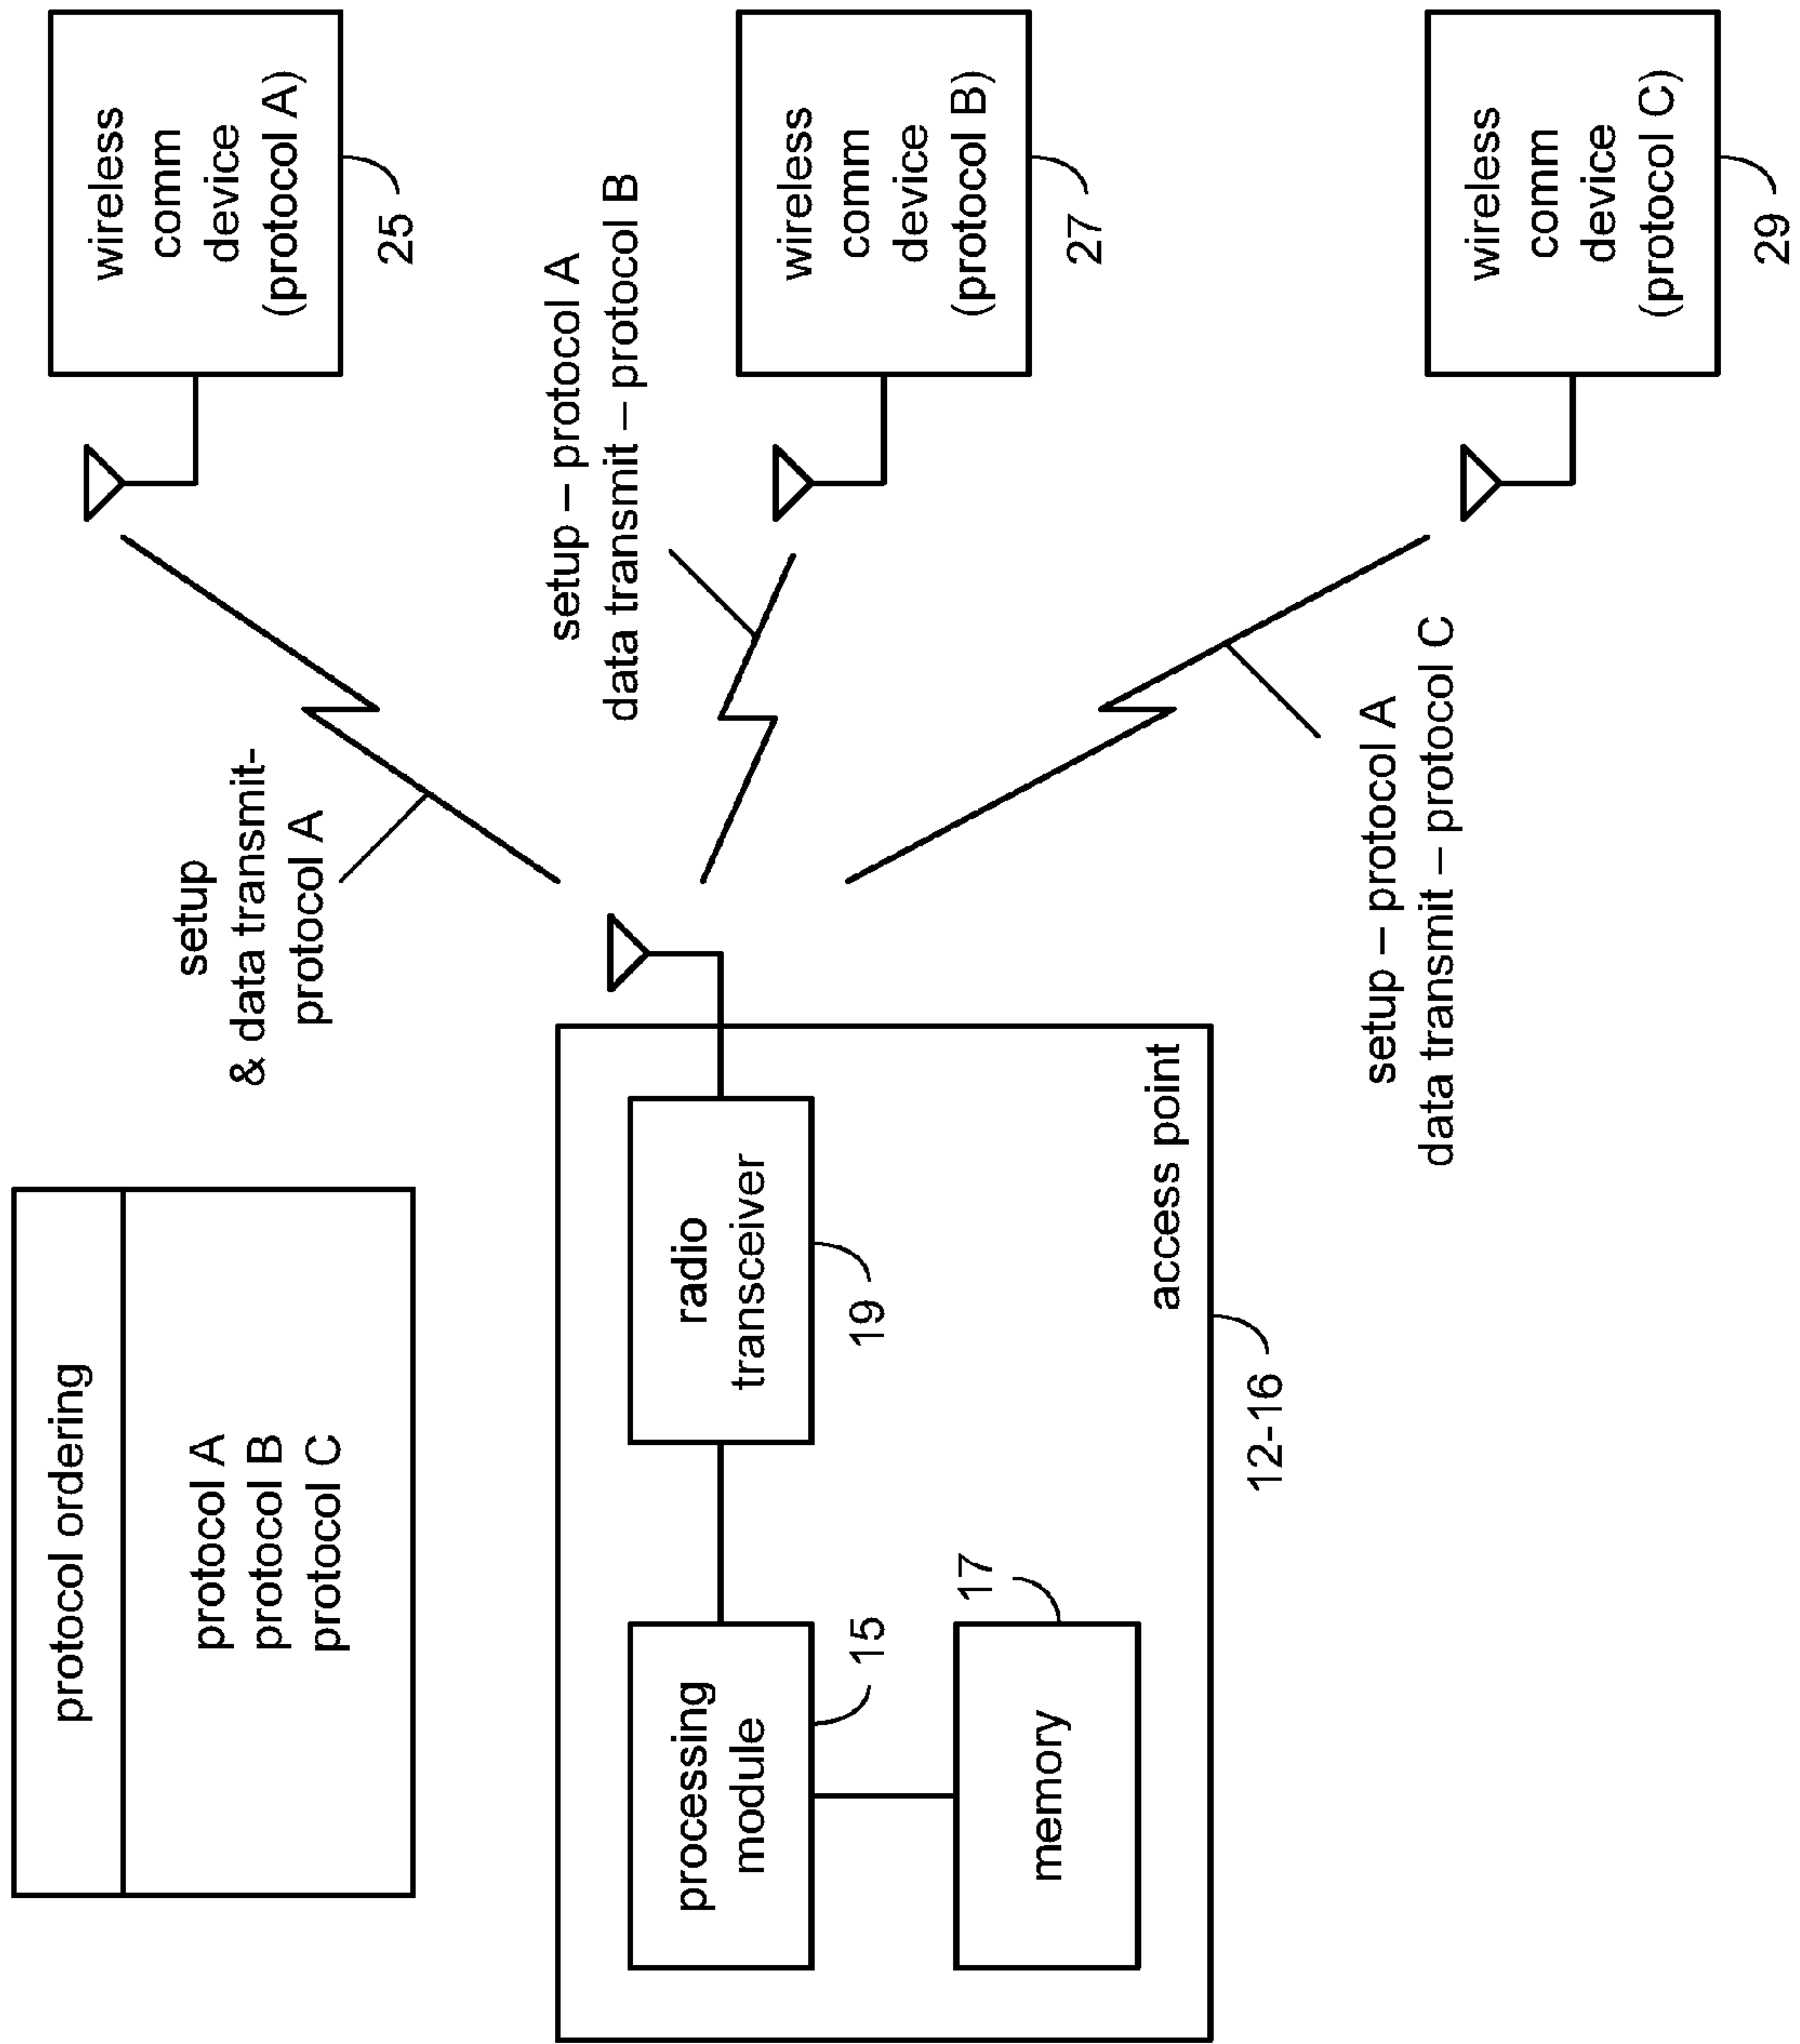 protocol ordering
protocol A
protocol B
protocol C
setup
& data transmit-
protocol A
wireless
comm
device
(protocol A)
25
setup – protocol A
data transmit – protocol B
wireless
comm
device
(protocol B)
27
processing
module
15
radio
transceiver
19
memory
17
access point
12-16
setup – protocol A
data transmit – protocol C
wireless
comm
device
(protocol C)
29